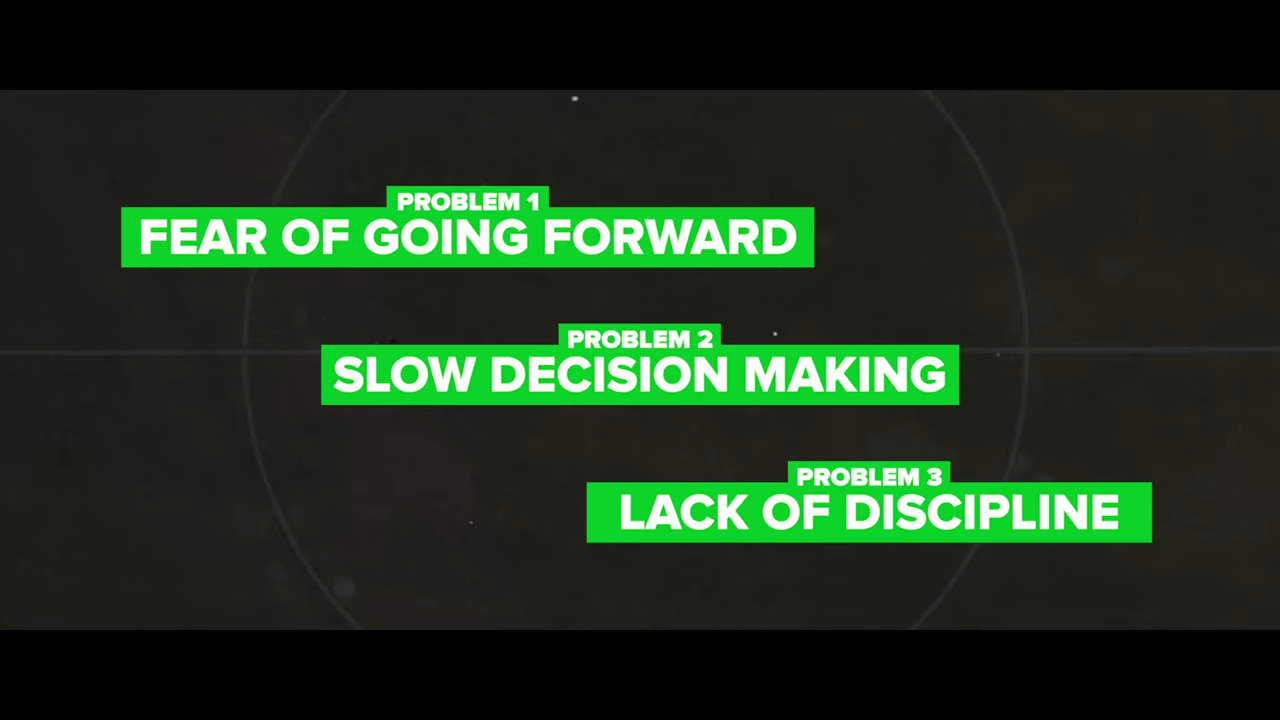 PROBLEM 1
FEAR OF GOING FORWARD
PROBLEM 2
SLOW DECISION MAKING
PROBLEM 3
LACK OF DISCIPLINE